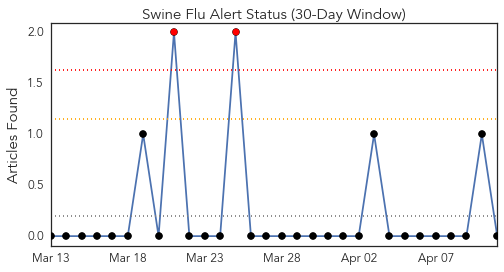 Swine Flu Alert Status (30-Day Window)
Articles Found
2.0
1.5
1.0
0.5
0.0
Mar 13 Mar 18 Mar 23 Mar 28 Apr 02 Apr 07